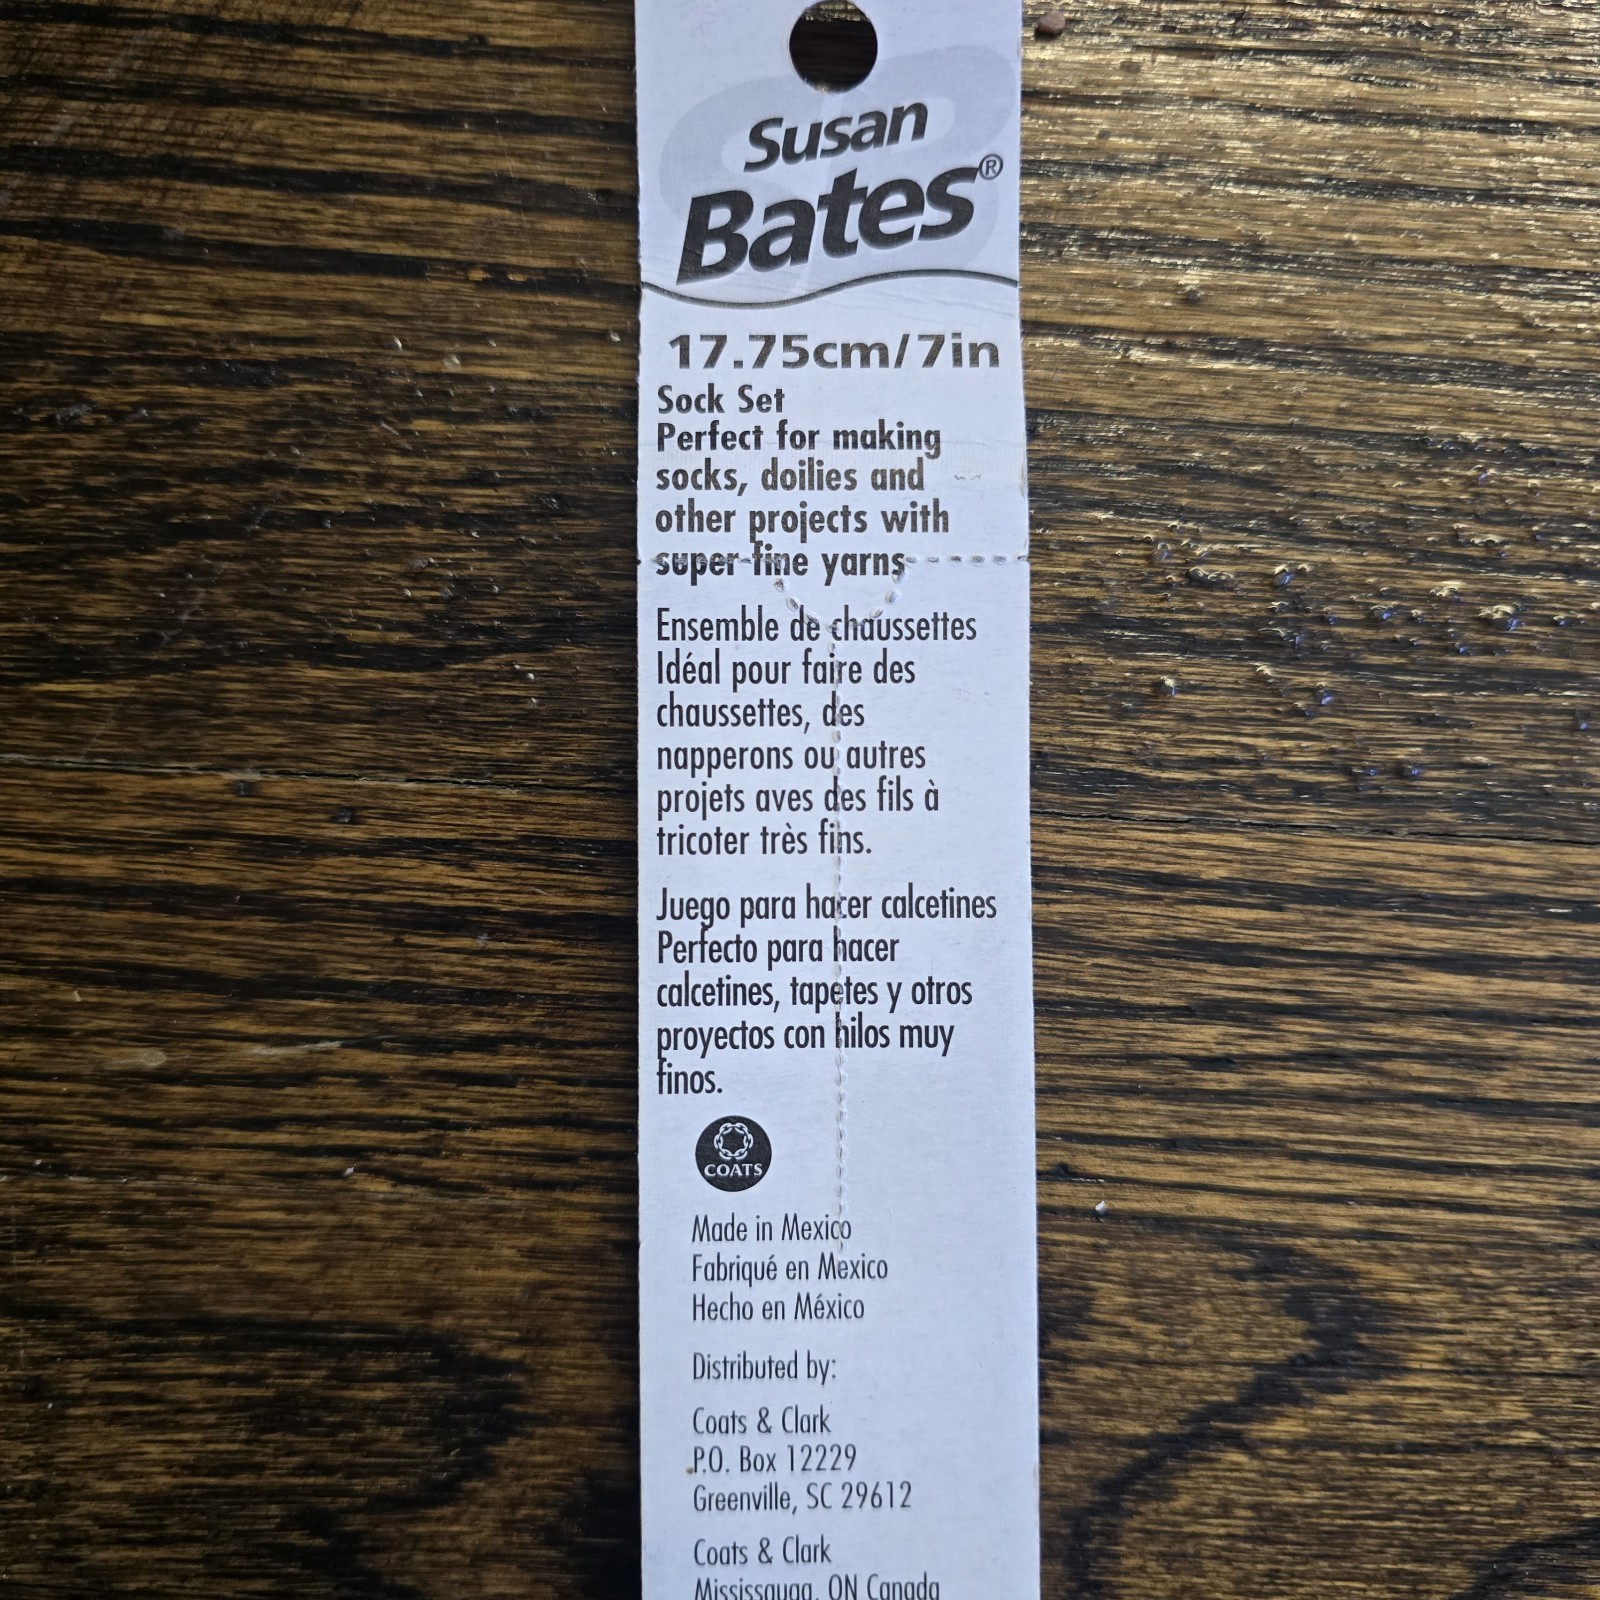 Susan
Bates®
17.75cm/7in
Sock Set
Perfect for making
socks, doilies and
other projects with
super fine yarns
Ensemble de chaussettes
Idéal pour faire des
chaussettes, des
napperons ou autres
projets aves des fils à
tricoter très fins.
Juego para hacer calcetines
Perfecto para hacer
calcetines, tapetes y otros
proyectos con hilos muy
finos.
COATS
Made in Mexico
Fabriqué en Mexico
Hecho en México
Distributed by:
Coats & Clark
P.O. Box 12229
Greenville, SC 29612
Coats & Clark
Mississauga, ON Canada